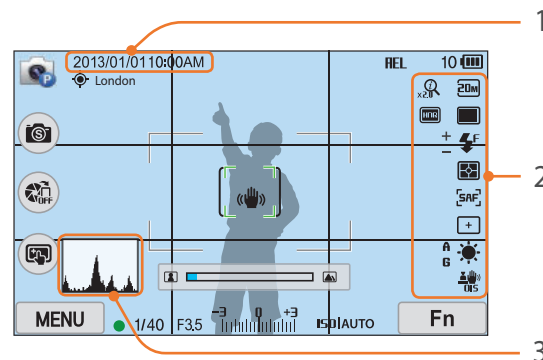 1
2013/01/01 10:00AM
AEL
10
London
x2.0
20M
HDR
S
+
F
−
OFF
2
SAF
+
A
G
OIS
MENU
1/40
F3.5
-3
0
+3
ISO AUTO
Fn
3